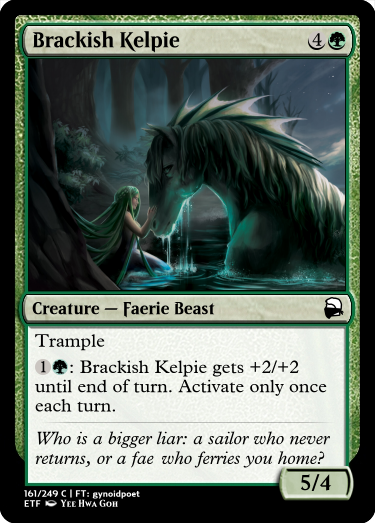 Brackish Kelpie 4
Creature — Faerie Beast
Trample
1: Brackish Kelpie gets +2/+2
until end of turn. Activate only once
each turn.
Who is a bigger liar: a sailor who never
returns, or a fae who ferries you home?
5/4
161/249 C | FT: gynoidpoet
ETF Yee Hwa Goh